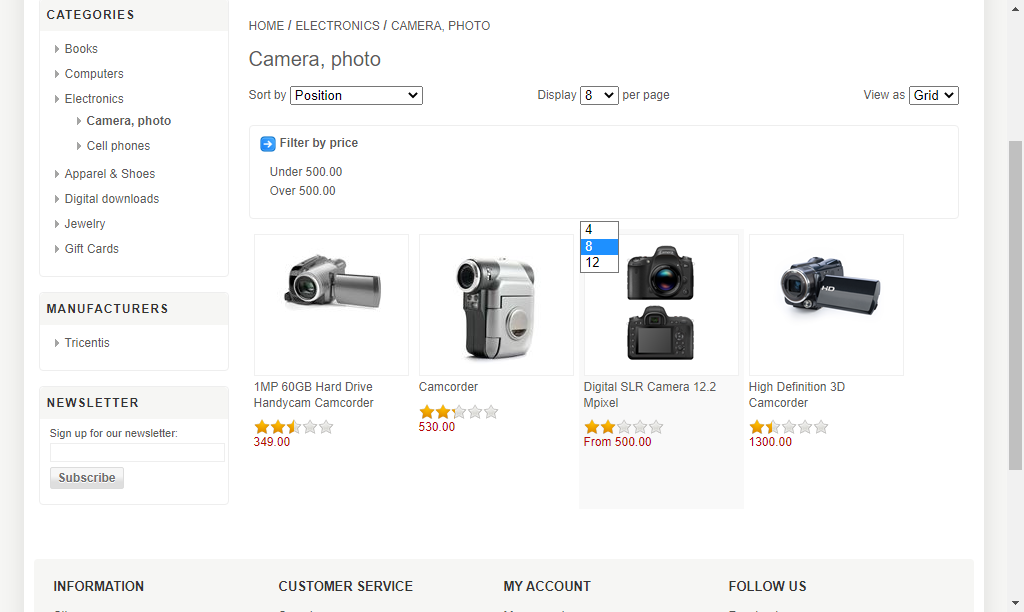 CATEGORIES
Books
Computers
Electronics
Camera, photo
Cell phones
Apparel & Shoes
Digital downloads
Jewelry
Gift Cards
MANUFACTURERS
Tricentis
NEWSLETTER
Sign up for our newsletter:
Subscribe
HOME / ELECTRONICS / CAMERA, PHOTO
Camera, photo
Sort by Position
Display 8 per page
View as Grid
Filter by price
Under 500.00
Over 500.00
4
8
12
HD
1MP 60GB Hard Drive
Handycam Camcorder
349.00
Camcorder
530.00
Digital SLR Camera 12.2
Mpixel
From 500.00
High Definition 3D
Camcorder
1300.00
INFORMATION
CUSTOMER SERVICE
MY ACCOUNT
FOLLOW US